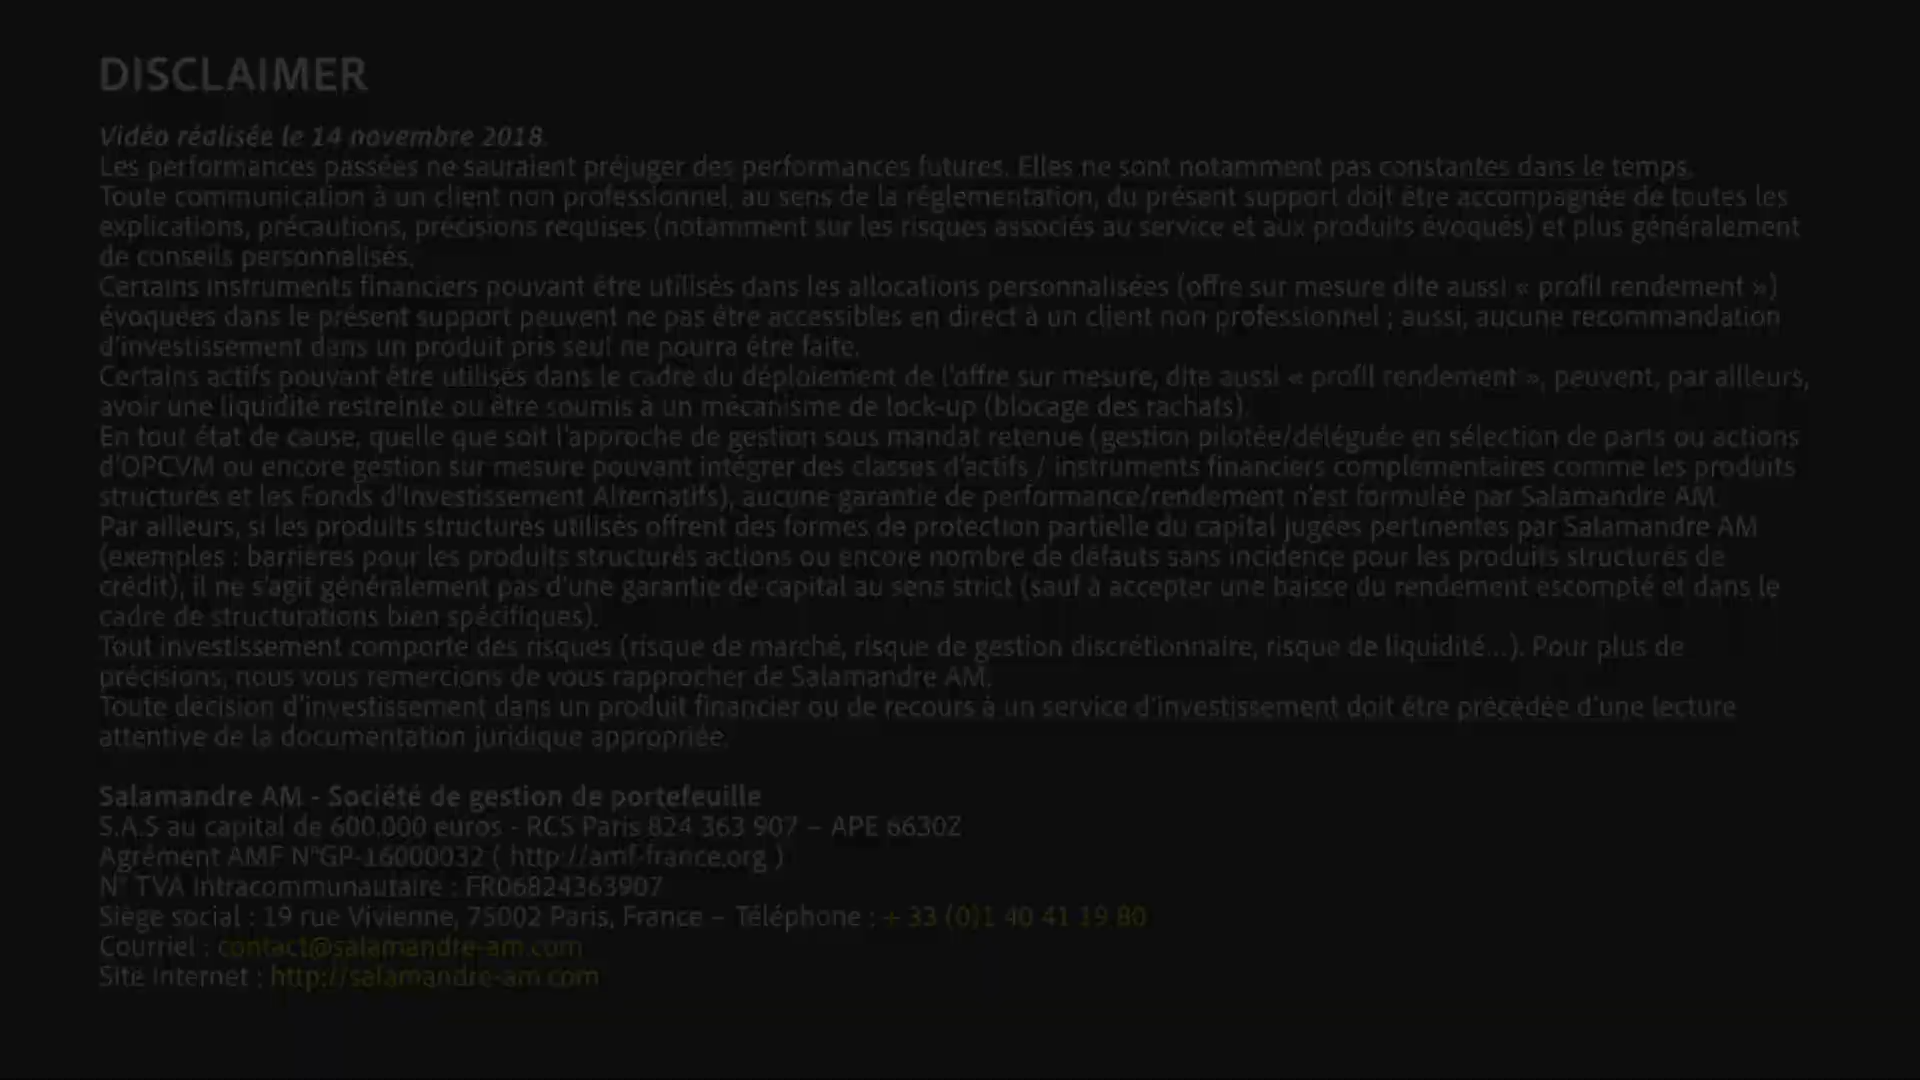 DISCLAIMER
Vidéo réalisée le 14 novembre 2018.
Les performances passées ne sauraient préjuger des performances futures. Elles ne sont notamment pas constantes dans le temps.
Toute communication à un client non professionnel, au sens de la réglementation, du présent support doit être accompagnée de toutes les
explications, précautions, précisions requises (notamment sur les risques associés au service et aux produits évoqués) et plus généralement
de conseils personnalisés.
Certains instruments financiers pouvant être utilisés dans les allocations personnalisées (offre sur mesure dite aussi « profil rendement »)
évoquées dans le présent support peuvent ne pas être accessibles en direct à un client non professionnel ; aussi, aucune recommandation
d'investissement dans un produit pris seul ne pourra être faite.
Certains actifs pouvant être utilisés dans le cadre du déploiement de l'offre sur mesure, dite aussi « profil rendement », peuvent, par ailleurs,
avoir une liquidité restreinte ou être soumis à un mécanisme de lock-up (blocage des rachats).
En tout état de cause, quelle que soit l'approche de gestion sous mandat retenue (gestion pilotée/déléguée en sélection de parts ou actions
d'OPCVM ou encore gestion sur mesure pouvant intégrer des classes d'actifs / instruments financiers complémentaires comme les produits
structurés et les Fonds d'Investissement Alternatifs), aucune garantie de performance/rendement n'est formulée par Salamandre AM.
Par ailleurs, si les produits structurés utilisés offrent des formes de protection partielle du capital jugées pertinentes par Salamandre AM
(exemples : barrières pour les produits structurés actions ou encore nombre de défauts sans incidence pour les produits structurés de
crédit), il ne s'agit généralement pas d'une garantie de capital au sens strict (sauf à accepter une baisse du rendement escompté et dans le
cadre de structurations bien spécifiques).
Tout investissement comporte des risques (risque de marché, risque de gestion discrétionnaire, risque de liquidité...). Pour plus de
précisions, nous vous remercions de vous rapprocher de Salamandre AM.
Toute décision d'investissement dans un produit financier ou de recours à un service d'investissement doit être précédée d'une lecture
attentive de la documentation juridique appropriée.
Salamandre AM - Société de gestion de portefeuille
S.A.S au capital de 600.000 euros - RCS Paris 824 363 907 – APE 6630Z
Agrément AMF N°GP-16000032 ( http://amf-france.org )
N° TVA Intracommunautaire : FR06824363907
Siège social : 19 rue Vivienne, 75002 Paris, France – Téléphone : + 33 (0)1 40 41 19 80
Courriel : contact@salamandre-am.com
Site internet : http://salamandre-am.com